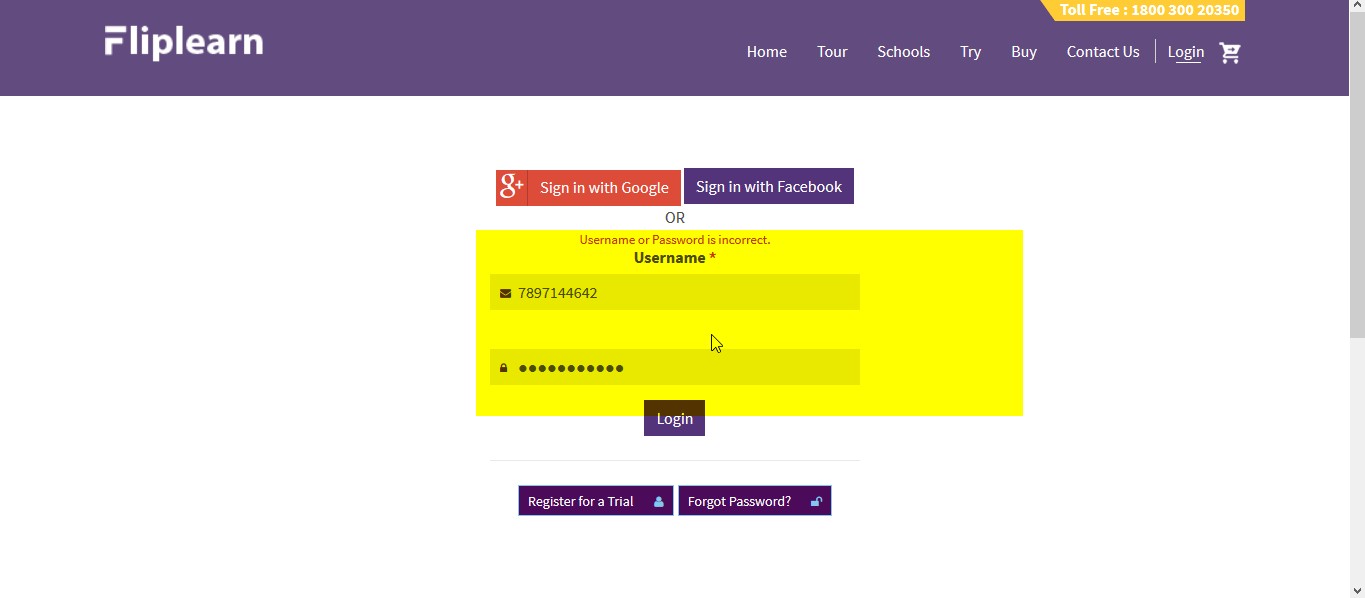 Toll Free : 1800 300 20350
Fliplearn
Home Tour Schools Try Buy Contact Us Login
g+ Sign in with Google Sign in with Facebook
OR
Username or Password is incorrect.
Username *
7897144642
●●●●●●●●●●●
Login
Register for a Trial Forgot Password?